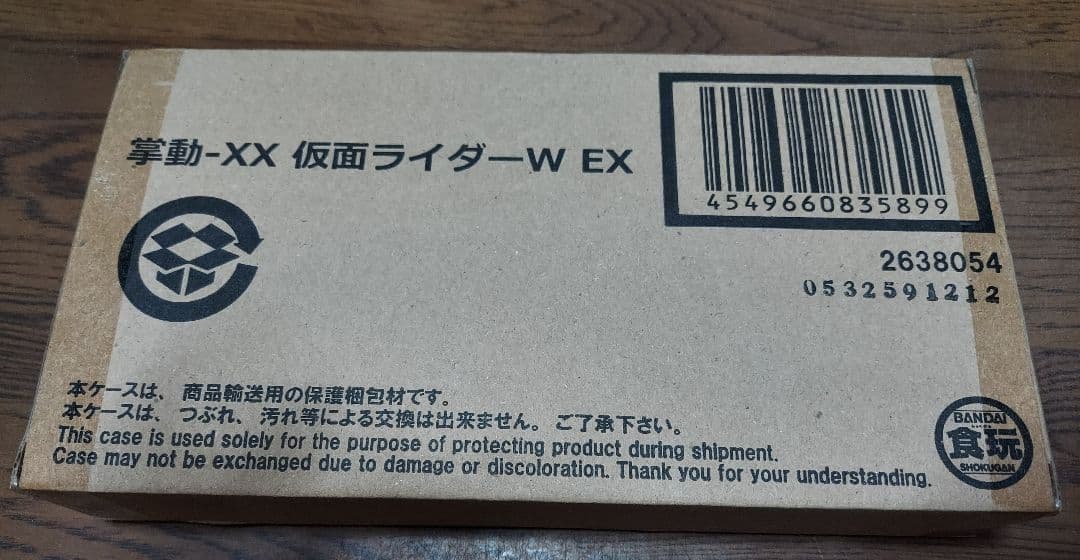 掌動-XX 仮面ライダーW EX
4549660835899
2638054
0532591212
本ケースは、商品輸送用の保護梱包材です。
本ケースは、つぶれ、汚れ等による交換は出来ません。ご了承下さい。
This case is used solely for the purpose of protecting product during shipment.
Case may not be exchanged due to damage or discoloration. Thank you for your understanding.
BANDAI
食玩
SHOKUGAN